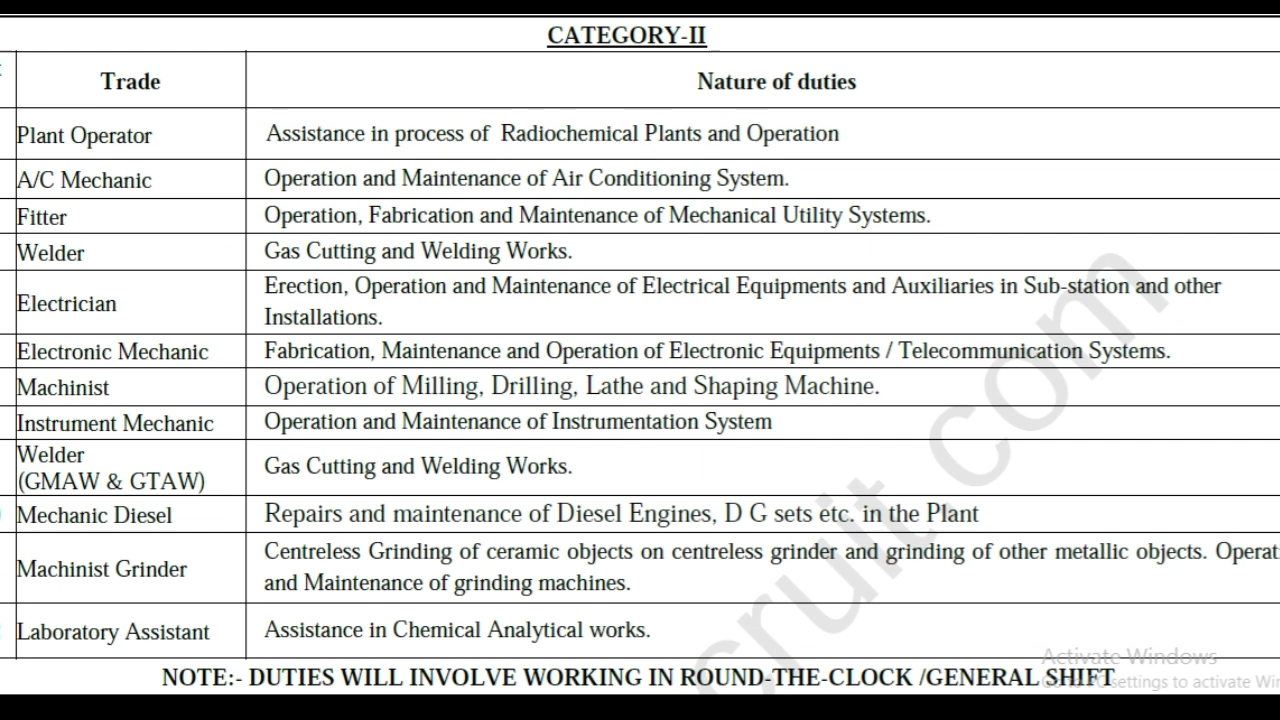 CATEGORY-II
Trade
Nature of duties
Plant Operator
Assistance in process of Radiochemical Plants and Operation
A/C Mechanic
Operation and Maintenance of Air Conditioning System.
Fitter
Operation, Fabrication and Maintenance of Mechanical Utility Systems.
Welder
Gas Cutting and Welding Works.
Electrician
Erection, Operation and Maintenance of Electrical Equipments and Auxiliaries in Sub-station and other
Installations.
Electronic Mechanic
Fabrication, Maintenance and Operation of Electronic Equipments / Telecommunication Systems.
Machinist
Operation of Milling, Drilling, Lathe and Shaping Machine.
Instrument Mechanic
Operation and Maintenance of Instrumentation System
Welder
(GMAW & GTAW)
Gas Cutting and Welding Works.
Mechanic Diesel
Repairs and maintenance of Diesel Engines, D G sets etc. in the Plant
Machinist Grinder
Centreless Grinding of ceramic objects on centreless grinder and grinding of other metallic objects. Operati
and Maintenance of grinding machines.
Laboratory Assistant
Assistance in Chemical Analytical works.
NOTE:- DUTIES WILL INVOLVE WORKING IN ROUND-THE-CLOCK /GENERAL SHIFT
cruit.com
Activate Windows
settings to activate Wi